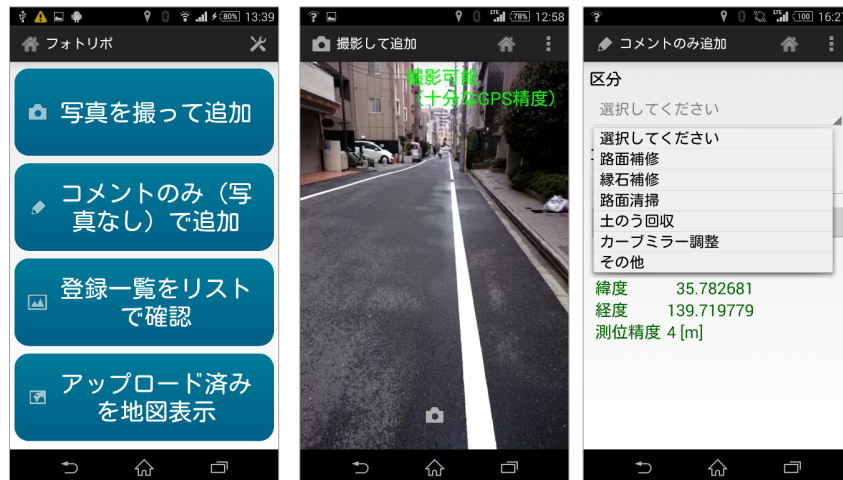 80% 13:39
フォトリポ
写真を撮って追加
コメントのみ（写
真なし）で追加
登録一覧をリスト
で確認
アップロード済み
を地図表示
LTE 78% 12:58
撮影して追加
撮影可能
（十分なGPS精度）
LTE 100 16:27
コメントのみ追加
区分
選択してください
選択してください
路面補修
縁石補修
路面清掃
土のう回収
カーブミラー調整
その他
緯度 35.782681
経度 139.719779
測位精度 4 [m]